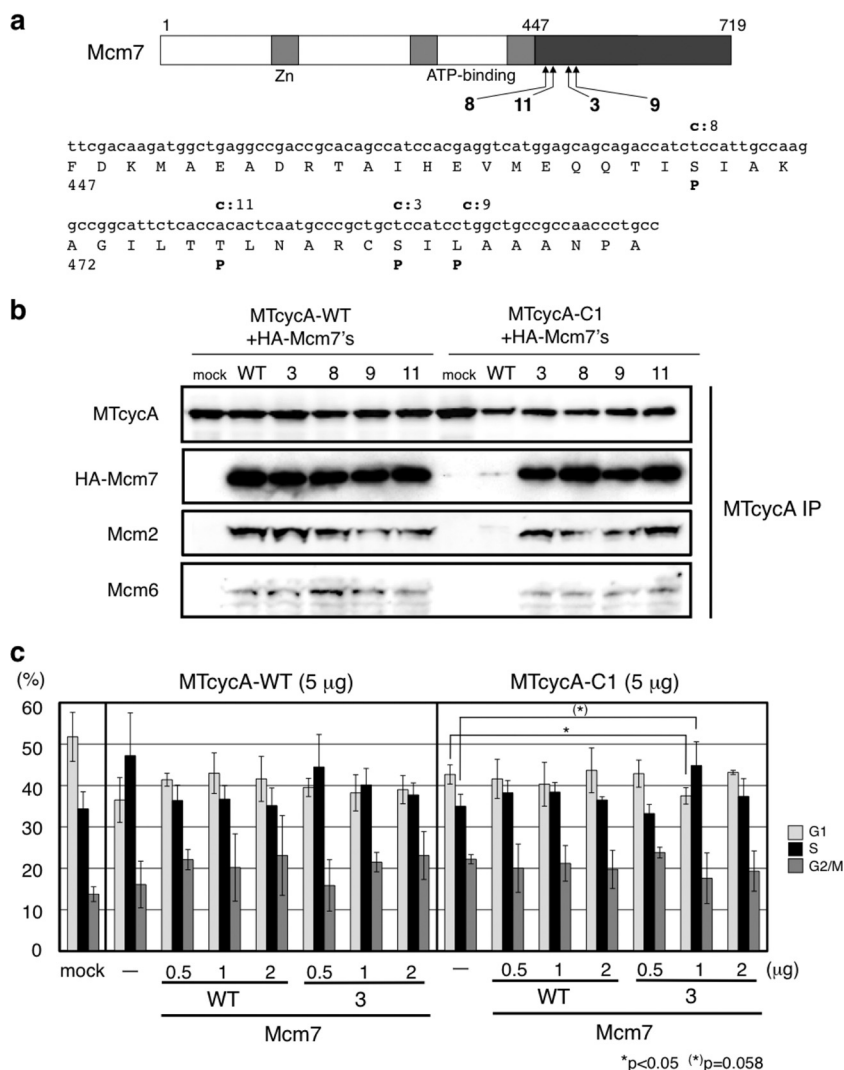 a
1 447 719
Mcm7
Zn ATP-binding
8 11 3 9
c:8
ttcgacaagatggctgaggccgaccgcacagccatccacgaggtcatggagcagcagaccatctccattgccaag
F D K M A E A D R T A I H E V M E Q Q T I S I A K
447 P
c:11 c:3 c:9
gccggcattctcaccacactcaatgcccgctgctccatcctggctgccgccaaccctgcc
A G I L T T L N A R C S I L A A A N P A
472 P P P
b
MTcycA-WT MTcycA-C1
+HA-Mcm7's +HA-Mcm7's
mock WT 3 8 9 11 mock WT 3 8 9 11
MTcycA
HA-Mcm7
Mcm2
Mcm6
MTcycA IP
c
(%) MTcycA-WT (5 μg) MTcycA-C1 (5 μg)
60
50
40
30
20
10
0
(*)
*
G1
S
G2/M
mock — 0.5 1 2 0.5 1 2 — 0.5 1 2 0.5 1 2 (μg)
WT 3 WT 3
Mcm7 Mcm7
*p<0.05 (*)p=0.058